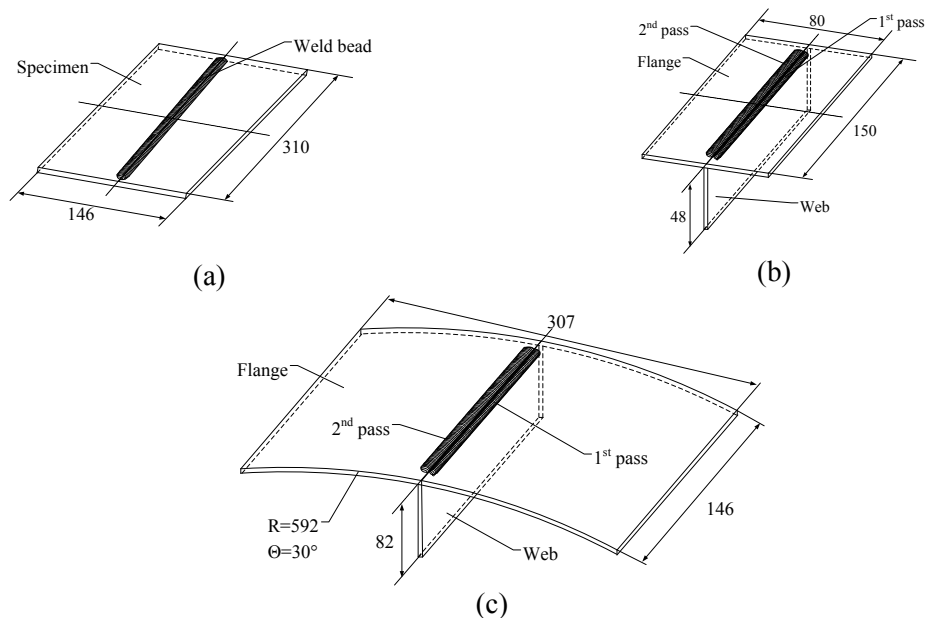 Weld bead
Specimen
310
146
(a)
80
1st pass
2nd pass
Flange
150
48
Web
(b)
307
Flange
2nd pass
1st pass
146
R=592
Θ=30°
82
Web
(c)